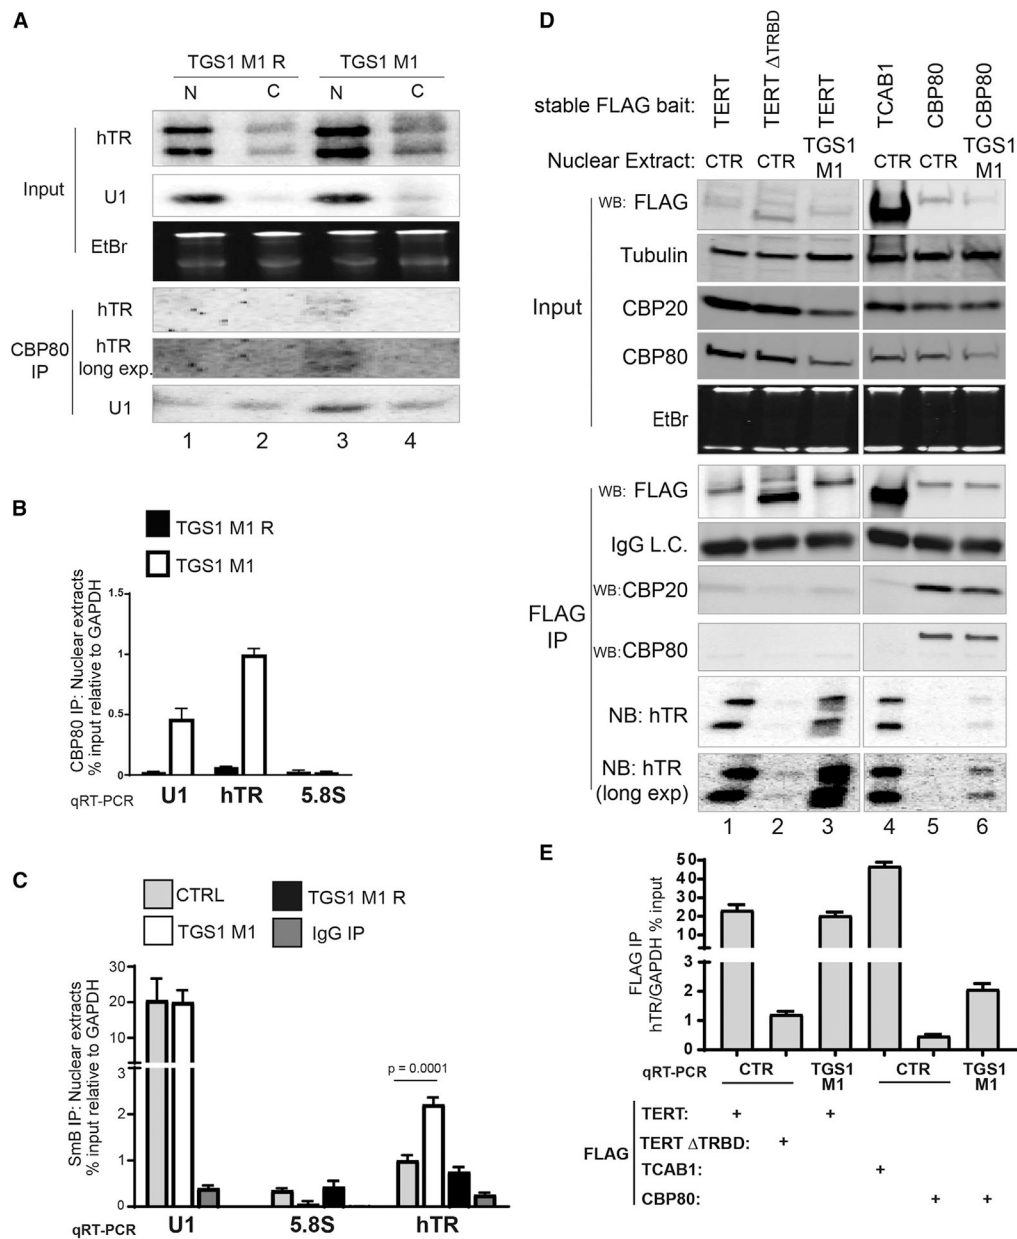 A
TGS1 M1 R TGS1 M1
N C N C
Input
hTR
U1
EtBr
CBP80
IP
hTR
hTR
long exp.
U1
1 2 3 4
B
TGS1 M1 R
TGS1 M1
CBP80 IP: Nuclear extracts
% input relative to GAPDH
1.5
1
0.5
0
qRT-PCR U1 hTR 5.8S
C
CTRL
TGS1 M1
TGS1 M1 R
IgG IP
SmB IP: Nuclear extracts
% input relative to GAPDH
30
20
10
3
2
1
0
p = 0.0001
qRT-PCR U1 5.8S hTR
D
stable FLAG bait: TERT TERT ΔTRBD TERT TCAB1 CBP80 CBP80
Nuclear Extract: CTR CTR TGS1 M1 CTR CTR TGS1 M1
Input
WB: FLAG
Tubulin
CBP20
CBP80
EtBr
FLAG
IP
WB: FLAG
IgG L.C.
WB:CBP20
WB:CBP80
NB: hTR
NB: hTR
(long exp)
1 2 3 4 5 6
E
FLAG IP
hTR/GAPDH % input
50
40
30
20
10
3
2
1
0
qRT-PCR CTR TGS1 M1 CTR TGS1 M1
FLAG
TERT: + +
TERT ΔTRBD: +
TCAB1: +
CBP80: + +